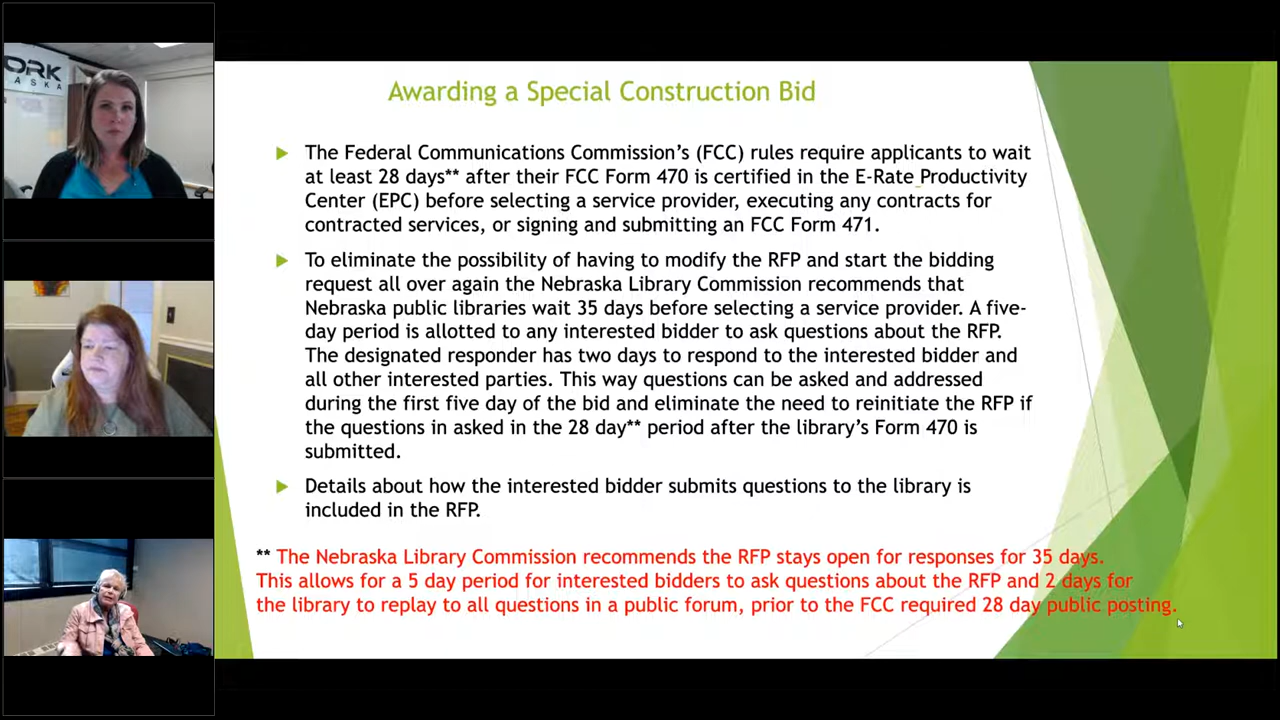 ORK
ASKA
Awarding a Special Construction Bid
The Federal Communications Commission's (FCC) rules require applicants to wait
at least 28 days** after their FCC Form 470 is certified in the E-Rate Productivity
Center (EPC) before selecting a service provider, executing any contracts for
contracted services, or signing and submitting an FCC Form 471.
To eliminate the possibility of having to modify the RFP and start the bidding
request all over again the Nebraska Library Commission recommends that
Nebraska public libraries wait 35 days before selecting a service provider. A five-
day period is allotted to any interested bidder to ask questions about the RFP.
The designated responder has two days to respond to the interested bidder and
all other interested parties. This way questions can be asked and addressed
during the first five day of the bid and eliminate the need to reinitiate the RFP if
the questions in asked in the 28 day** period after the library's Form 470 is
submitted.
Details about how the interested bidder submits questions to the library is
included in the RFP.
** The Nebraska Library Commission recommends the RFP stays open for responses for 35 days.
This allows for a 5 day period for interested bidders to ask questions about the RFP and 2 days for
the library to replay to all questions in a public forum, prior to the FCC required 28 day public posting.